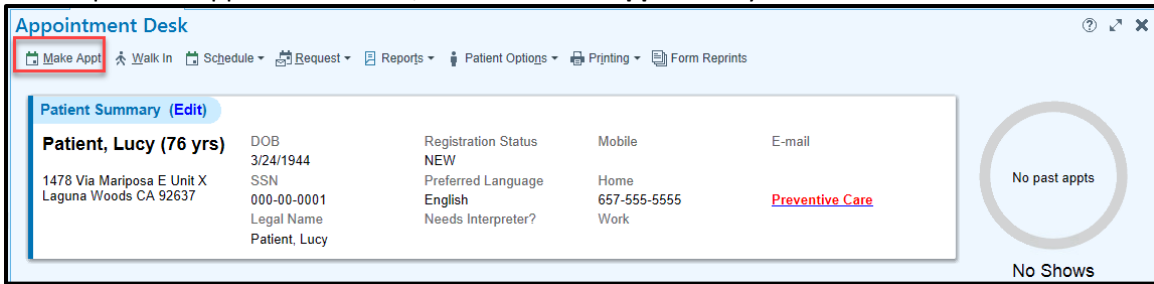 Appointment Desk
Make Appt Walk In Schedule Request Reports Patient Options Printing Form Reprints
Patient Summary (Edit)
Patient, Lucy (76 yrs)
1478 Via Mariposa E Unit X
Laguna Woods CA 92637
DOB
3/24/1944
SSN
000-00-0001
Legal Name
Patient, Lucy
Registration Status
NEW
Preferred Language
English
Needs Interpreter?
Mobile
Home
657-555-5555
Work
E-mail
Preventive Care
No past appts
No Shows